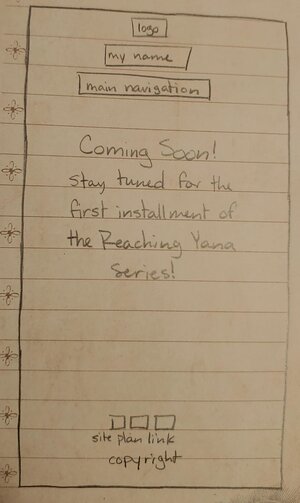 logo
my name
main navigation
Coming Soon!
stay tuned for the
first installment of
the Reaching Yana
Series!
site plan link
copyright